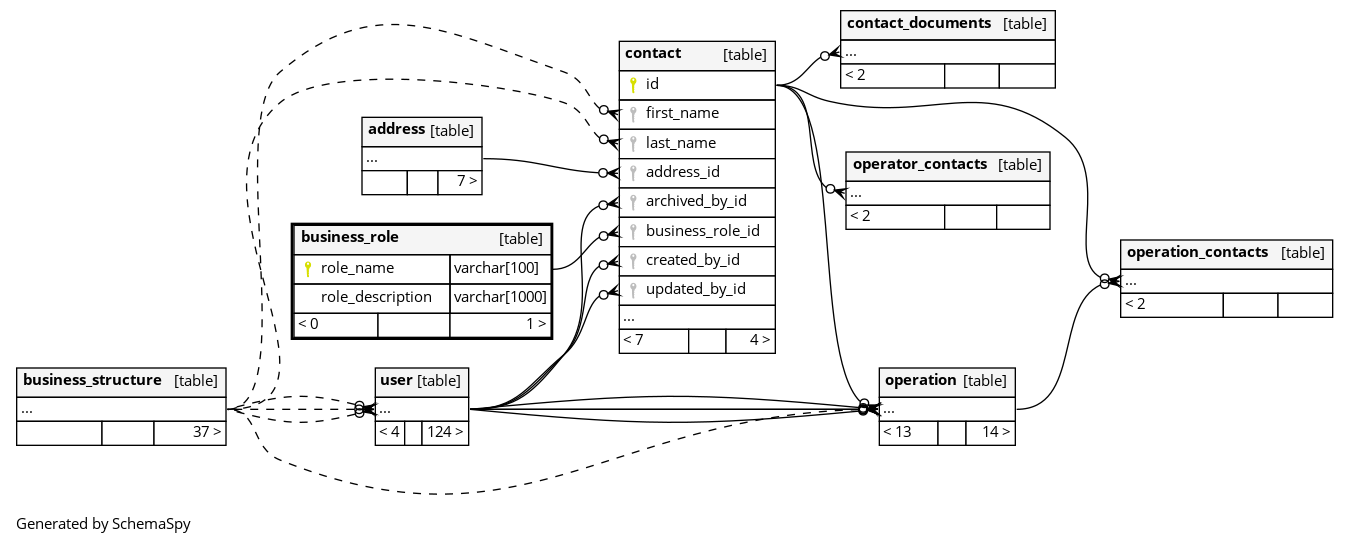 contact_documents [table]
...
< 2
contact [table]
id
first_name
last_name
address_id
archived_by_id
business_role_id
created_by_id
updated_by_id
...
< 7 4 >
address [table]
...
7 >
operator_contacts [table]
...
< 2
business_role [table]
role_name varchar[100]
role_description varchar[1000]
< 0 1 >
operation_contacts [table]
...
< 2
business_structure [table]
...
37 >
user [table]
...
< 4 124 >
operation [table]
...
< 13 14 >
Generated by SchemaSpy